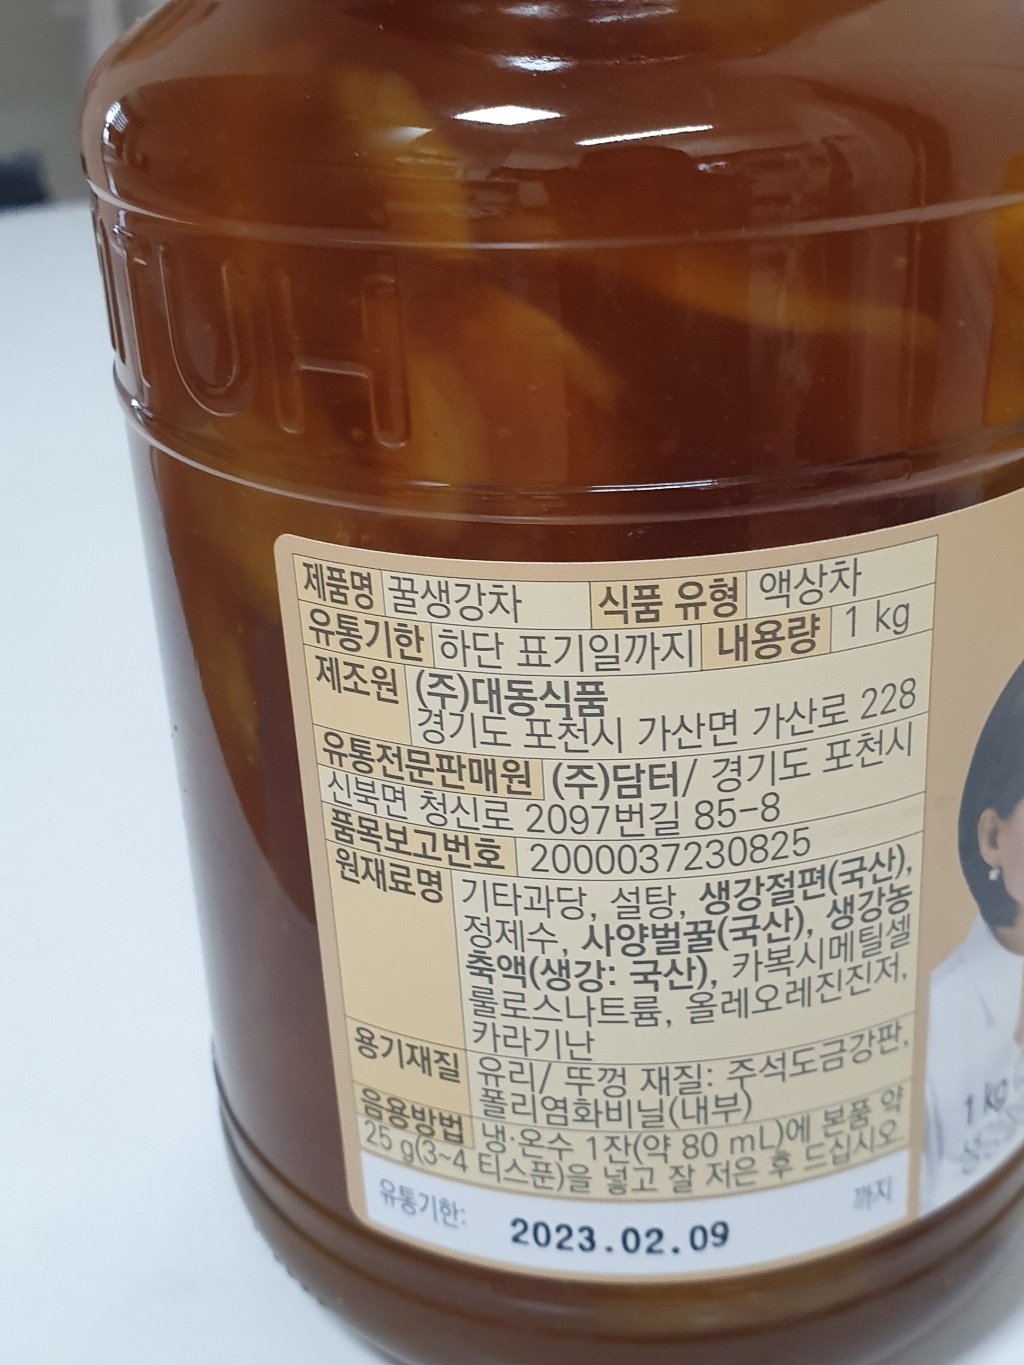 제품명 꿀생강차 식품 유형 액상차
유통기한 하단 표기일까지 내용량 1 kg
제조원 (주)대동식품
경기도 포천시 가산면 가산로 228
유통전문판매원 (주)담터/ 경기도 포천시
신북면 청신로 2097번길 85-8
품목보고번호 2000037230825
원재료명 기타과당, 설탕, 생강절편(국산),
정제수, 사양벌꿀(국산), 생강농
축액(생강: 국산), 카복시메틸셀
룰로스나트륨, 올레오레진진저,
카라기난
용기재질 유리/ 뚜껑 재질: 주석도금강판,
폴리염화비닐(내부)
음용방법 냉·온수 1잔(약 80 mL)에 본품 약
25 g(3~4 티스푼)을 넣고 잘 저은 후 드십시오.
유통기한: 2023.02.09 까지
1 kg